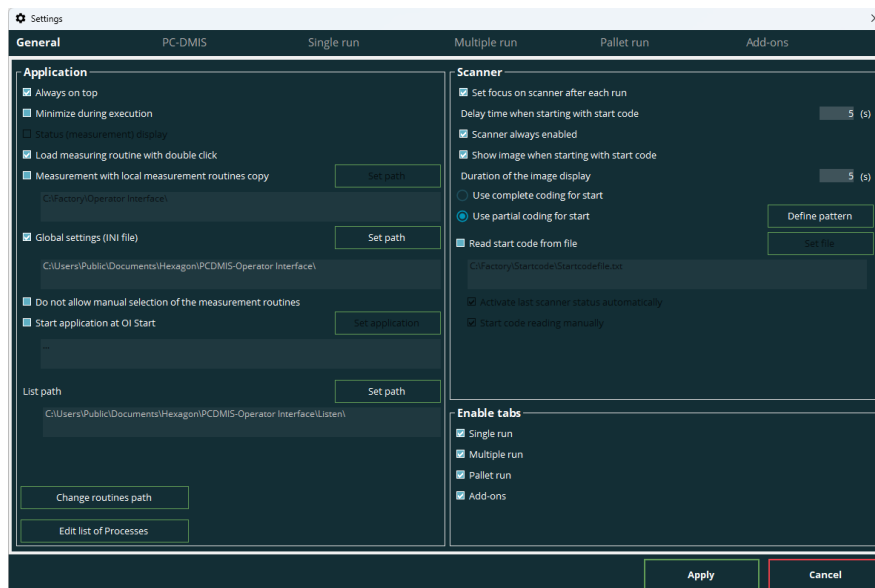 Settings
General PC-DMIS Single run Multiple run Pallet run Add-ons
Application
Always on top
Minimize during execution
Status (measurement) display
Load measuring routine with double click
Measurement with local measurement routines copy Set path
C:\Factory\Operator Interface\
Global settings (INI file) Set path
C:\Users\Public\Documents\Hexagon\PCDMIS-Operator Interface\
Do not allow manual selection of the measurement routines
Start application at OI Start Set application
...
List path Set path
C:\Users\Public\Documents\Hexagon\PCDMIS-Operator Interface\Listen\
Change routines path
Edit list of Processes
Scanner
Set focus on scanner after each run
Delay time when starting with start code 5 (s)
Scanner always enabled
Show image when starting with start code
Duration of the image display 5 (s)
Use complete coding for start
Use partial coding for start Define pattern
Read start code from file Set file
C:\Factory\Startcode\Startcodefile.txt
Activate last scanner status automatically
Start code reading manually
Enable tabs
Single run
Multiple run
Pallet run
Add-ons
Apply Cancel